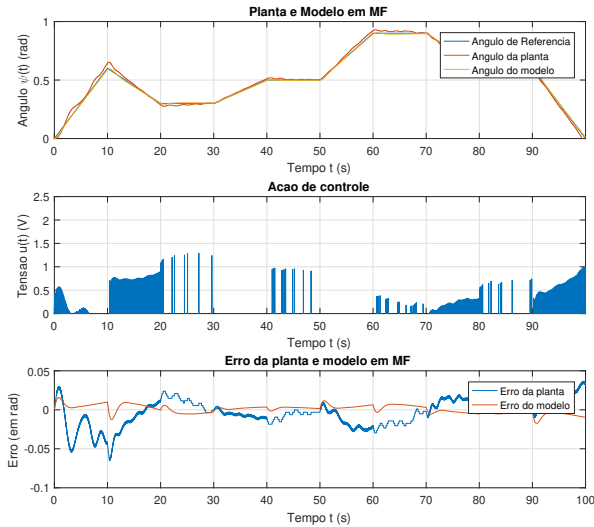 Planta e Modelo em MF
Angulo ψ(t) (rad)
1
0.5
0
Angulo de Referencia
Angulo da planta
Angulo do modelo
0 10 20 30 40 50 60 70 80 90 100
Tempo t (s)
Acao de controle
Tensao u(t) (V)
2.5
2
1.5
1
0.5
0
0 10 20 30 40 50 60 70 80 90 100
Tempo t (s)
Erro da planta e modelo em MF
Erro (em rad)
0.05
0
-0.05
-0.1
Erro da planta
Erro do modelo
0 10 20 30 40 50 60 70 80 90 100
Tempo t (s)